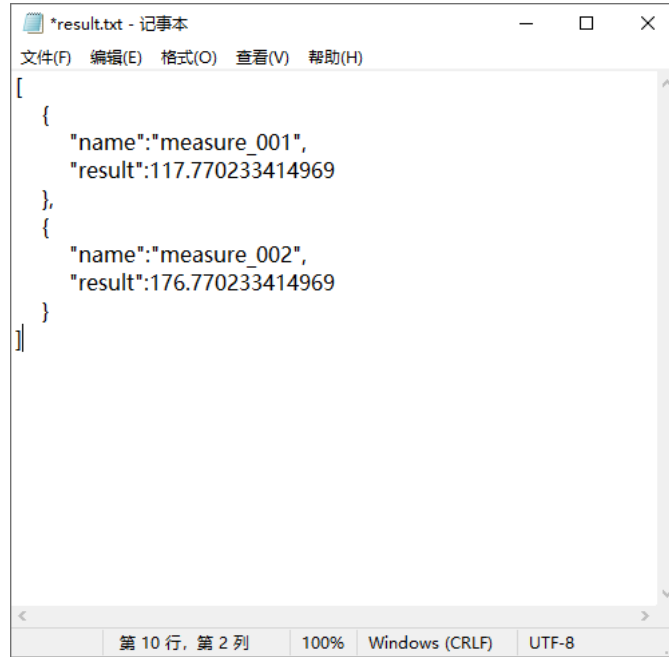 *result.txt - 记事本
文件(F) 编辑(E) 格式(O) 查看(V) 帮助(H)
[
{
"name":"measure_001",
"result":117.770233414969
},
{
"name":"measure_002",
"result":176.770233414969
}
]
第 10 行, 第 2 列 100% Windows (CRLF) UTF-8